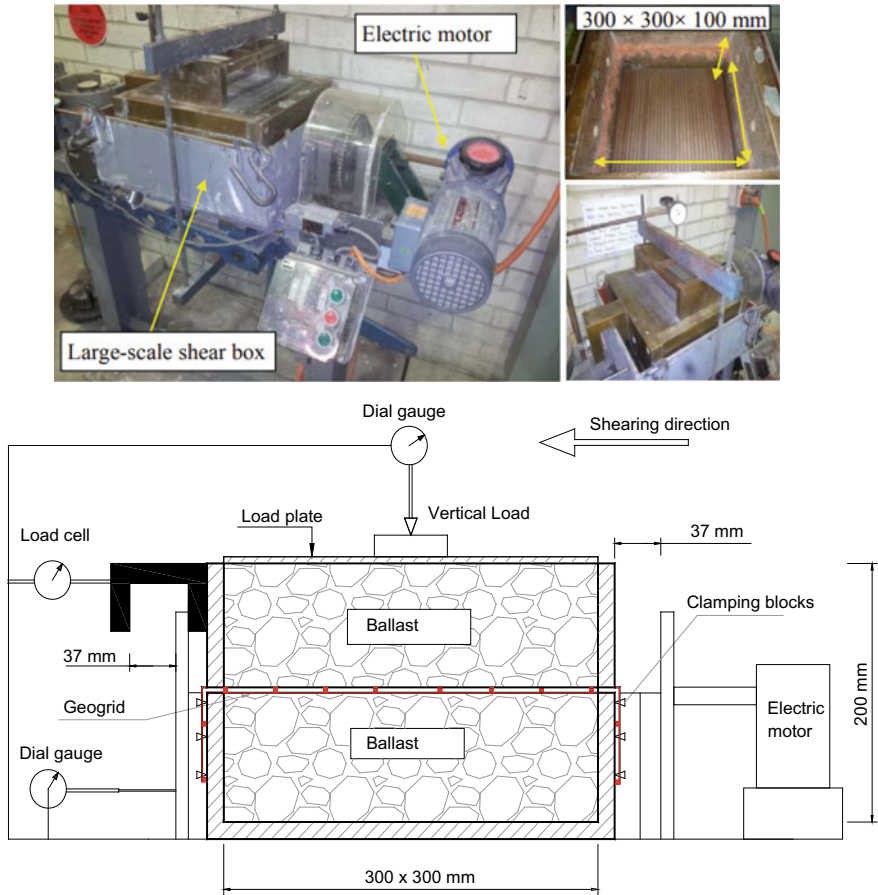 Electric motor
300 × 300× 100 mm
Large-scale shear box
Dial gauge
Shearing direction
Load plate
Vertical Load
37 mm
Load cell
Clamping blocks
Ballast
37 mm
Geogrid
Ballast
Electric
motor
200 mm
Dial gauge
300 x 300 mm